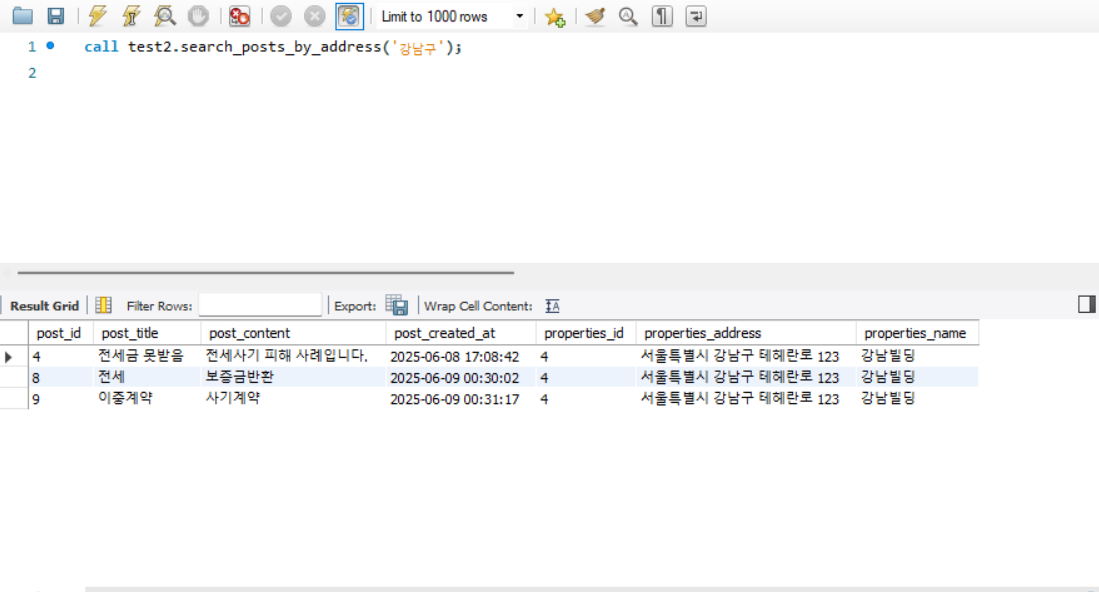 Limit to 1000 rows
1 call test2.search_posts_by_address('강남구');
2
Result Grid Filter Rows: Export: Wrap Cell Content: IA
post_id post_title post_content post_created_at properties_id properties_address properties_name
4 전세금 못받음 전세사기 피해 사례입니다. 2025-06-08 17:08:42 4 서울특별시 강남구 테헤란로 123 강남빌딩
8 전세 보증금반환 2025-06-09 00:30:02 4 서울특별시 강남구 테헤란로 123 강남빌딩
9 이중계약 사기계약 2025-06-09 00:31:17 4 서울특별시 강남구 테헤란로 123 강남빌딩